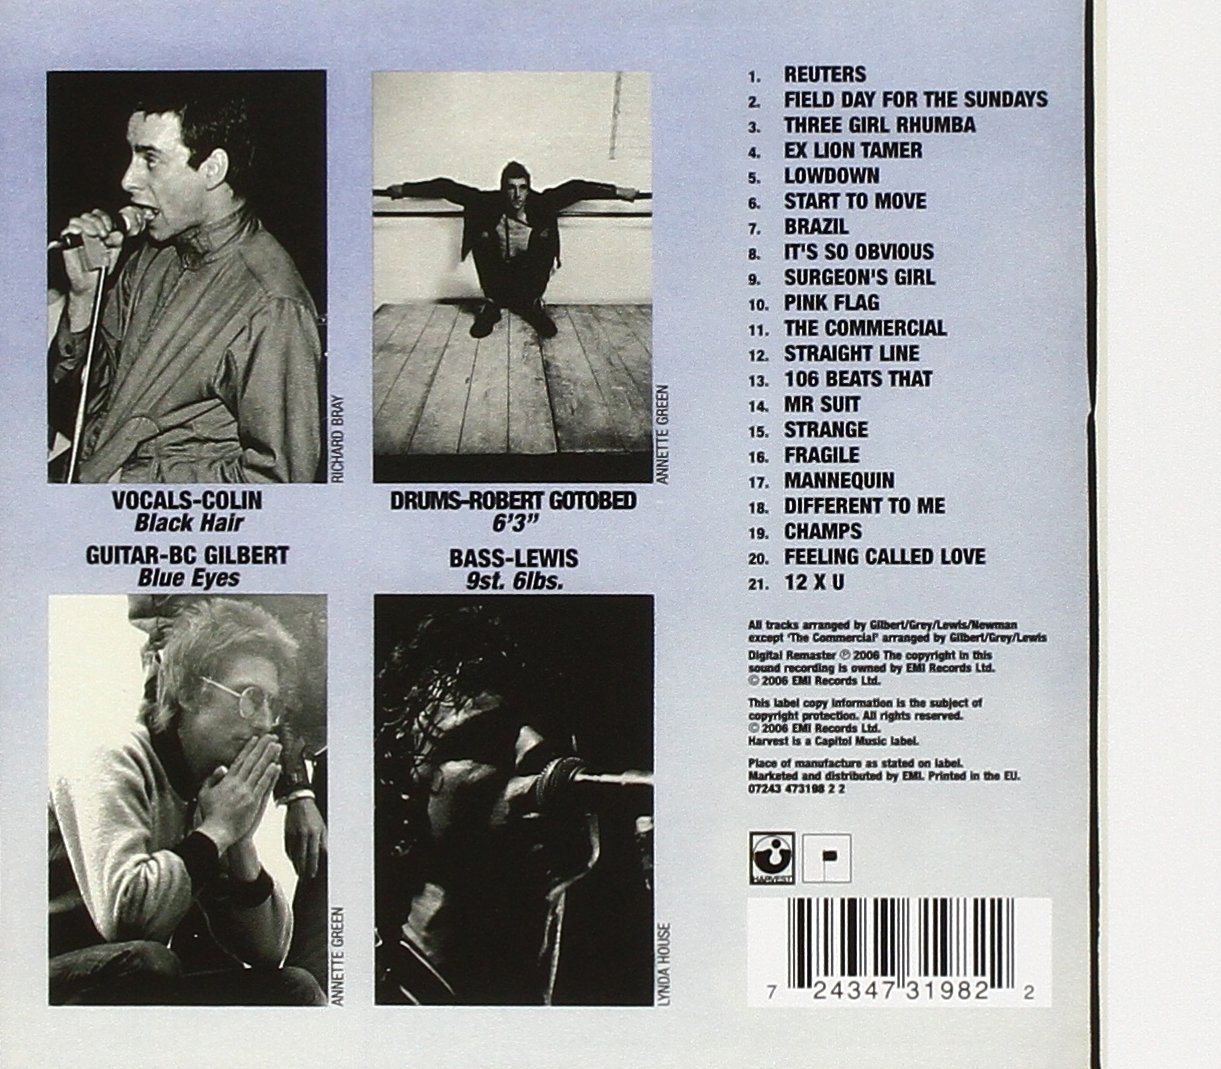 RICHARD BRAY
ANNETTE GREEN
VOCALS-COLIN
Black Hair
DRUMS-ROBERT GOTOBED
6'3”
GUITAR-BC GILBERT
Blue Eyes
BASS-LEWIS
9st. 6lbs.
ANNETTE GREEN
LYNDA HOUSE
1. REUTERS
2. FIELD DAY FOR THE SUNDAYS
3. THREE GIRL RHUMBA
4. EX LION TAMER
5. LOWDOWN
6. START TO MOVE
7. BRAZIL
8. IT'S SO OBVIOUS
9. SURGEON'S GIRL
10. PINK FLAG
11. THE COMMERCIAL
12. STRAIGHT LINE
13. 106 BEATS THAT
14. MR SUIT
15. STRANGE
16. FRAGILE
17. MANNEQUIN
18. DIFFERENT TO ME
19. CHAMPS
20. FEELING CALLED LOVE
21. 12 X U
All tracks arranged by Gilbert/Grey/Lewis/Newman
except 'The Commercial' arranged by Gilbert/Grey/Lewis
Digital Remaster ℗ 2006 The copyright in this
sound recording is owned by EMI Records Ltd.
© 2006 EMI Records Ltd.
This label copy information is the subject of
copyright protection. All rights reserved.
© 2006 EMI Records Ltd.
Harvest is a Capitol Music label.
Place of manufacture as stated on label.
Marketed and distributed by EMI. Printed in the EU.
07243 473198 2 2
HARVEST
7 24347 31982 2